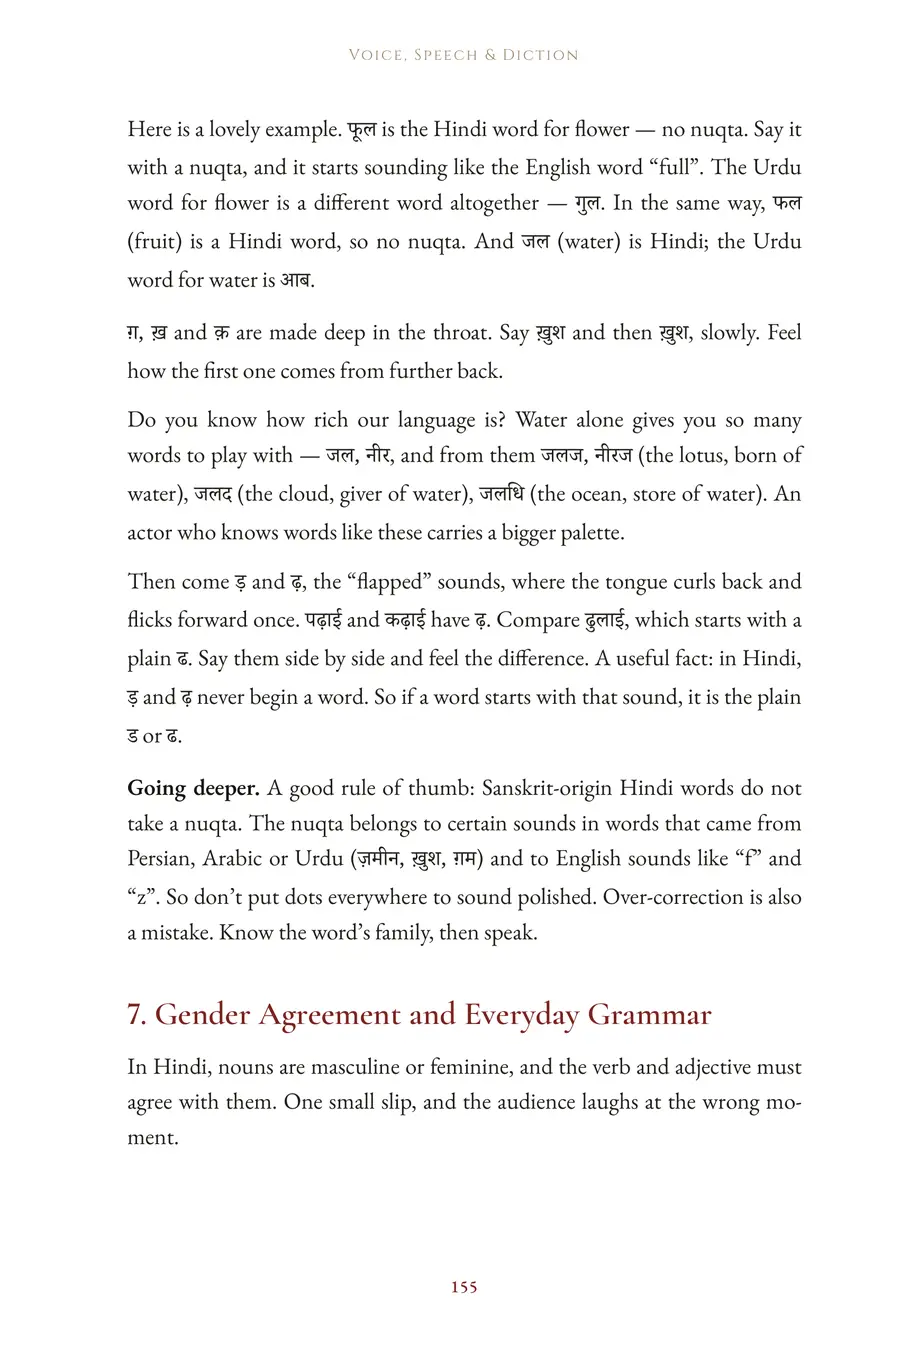 Voice, Speech & Diction
Here is a lovely example. फूल is the Hindi word for flower — no nuqta. Say it
with a nuqta, and it starts sounding like the English word “full”. The Urdu
word for flower is a different word altogether — गुल. In the same way, फल
(fruit) is a Hindi word, so no nuqta. And जल (water) is Hindi; the Urdu
word for water is आब.
ग़, ख़ and क़ are made deep in the throat. Say ख़ुश and then ख़ुश, slowly. Feel
how the first one comes from further back.
Do you know how rich our language is? Water alone gives you so many
words to play with — जल, नीर, and from them जलज, नीरज (the lotus, born of
water), जलद (the cloud, giver of water), जलधि (the ocean, store of water). An
actor who knows words like these carries a bigger palette.
Then come ड़ and ढ़, the “flapped” sounds, where the tongue curls back and
flicks forward once. पढ़ाई and कढ़ाई have ढ़. Compare ढुलाई, which starts with a
plain ढ. Say them side by side and feel the difference. A useful fact: in Hindi,
ड़ and ढ़ never begin a word. So if a word starts with that sound, it is the plain
ड or ढ.
Going deeper. A good rule of thumb: Sanskrit-origin Hindi words do not
take a nuqta. The nuqta belongs to certain sounds in words that came from
Persian, Arabic or Urdu (ज़मीन, ख़ुश, ग़म) and to English sounds like “f” and
“z”. So don’t put dots everywhere to sound polished. Over-correction is also
a mistake. Know the word’s family, then speak.
7. Gender Agreement and Everyday Grammar
In Hindi, nouns are masculine or feminine, and the verb and adjective must
agree with them. One small slip, and the audience laughs at the wrong mo-
ment.
155